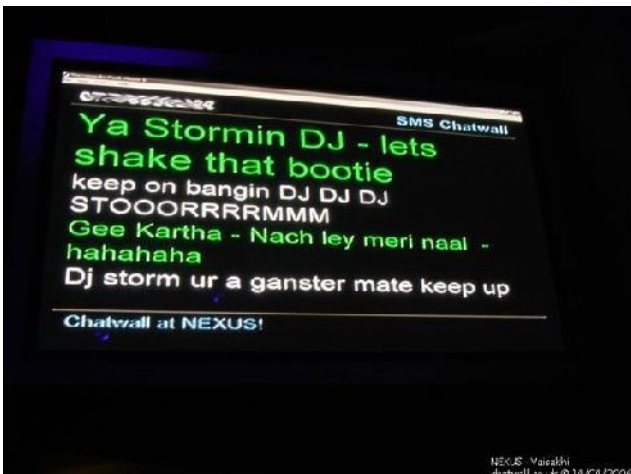 SMS Chatwall
Ya Stormin DJ - lets
shake that bootie
keep on bangin DJ DJ DJ
STOOORRRRMMM
Gee Kartha - Nach ley meri naal -
hahahaha
Dj storm ur a ganster mate keep up
Chatwall at NEXUS!
NEXUS Vaisakhi